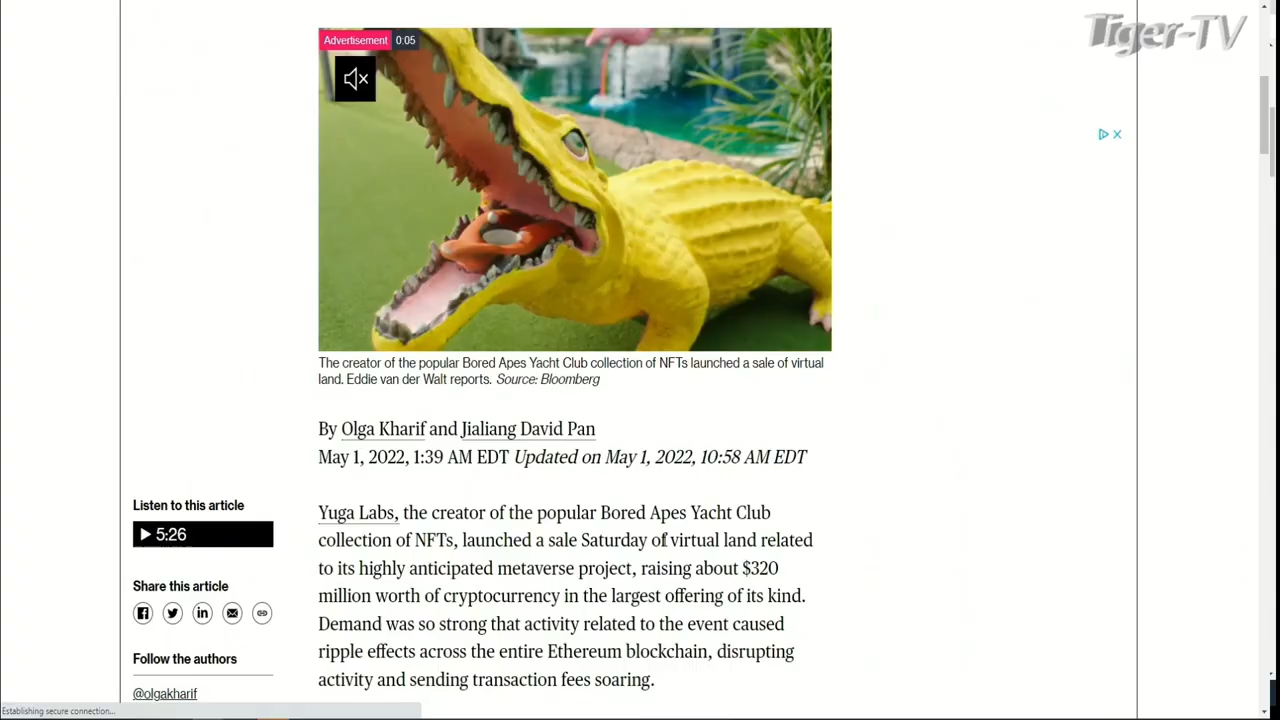 Tiger-TV
Advertisement 0:05
The creator of the popular Bored Apes Yacht Club collection of NFTs launched a sale of virtual
land. Eddie van der Walt reports. Source: Bloomberg
By Olga Kharif and Jialiang David Pan
May 1, 2022, 1:39 AM EDT Updated on May 1, 2022, 10:58 AM EDT
Listen to this article
5:26
Share this article
Follow the authors
@olgakharif
Yuga Labs, the creator of the popular Bored Apes Yacht Club
collection of NFTs, launched a sale Saturday of virtual land related
to its highly anticipated metaverse project, raising about $320
million worth of cryptocurrency in the largest offering of its kind.
Demand was so strong that activity related to the event caused
ripple effects across the entire Ethereum blockchain, disrupting
activity and sending transaction fees soaring.
Establishing secure connection...